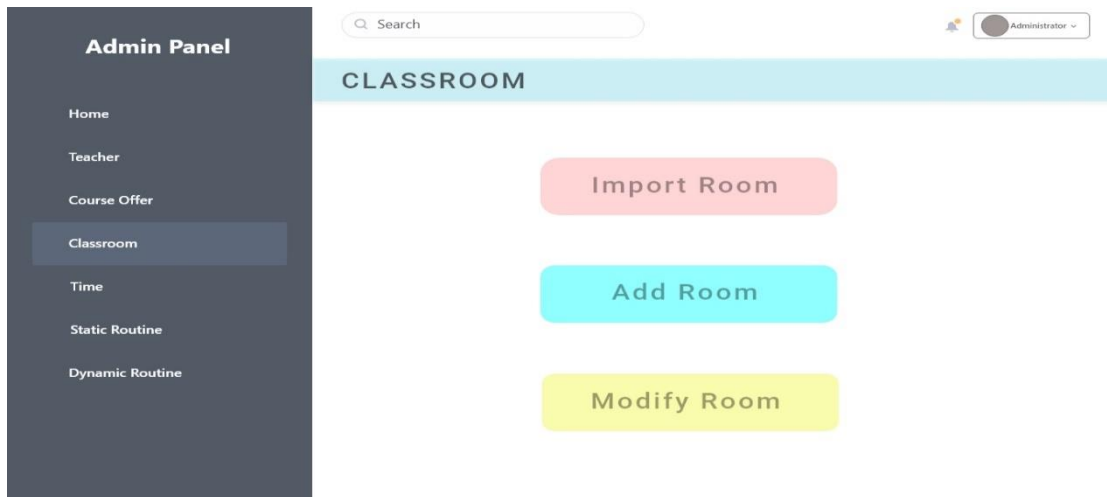 Admin Panel
Home
Teacher
Course Offer
Classroom
Time
Static Routine
Dynamic Routine
Search
Administrator
CLASSROOM
Import Room
Add Room
Modify Room